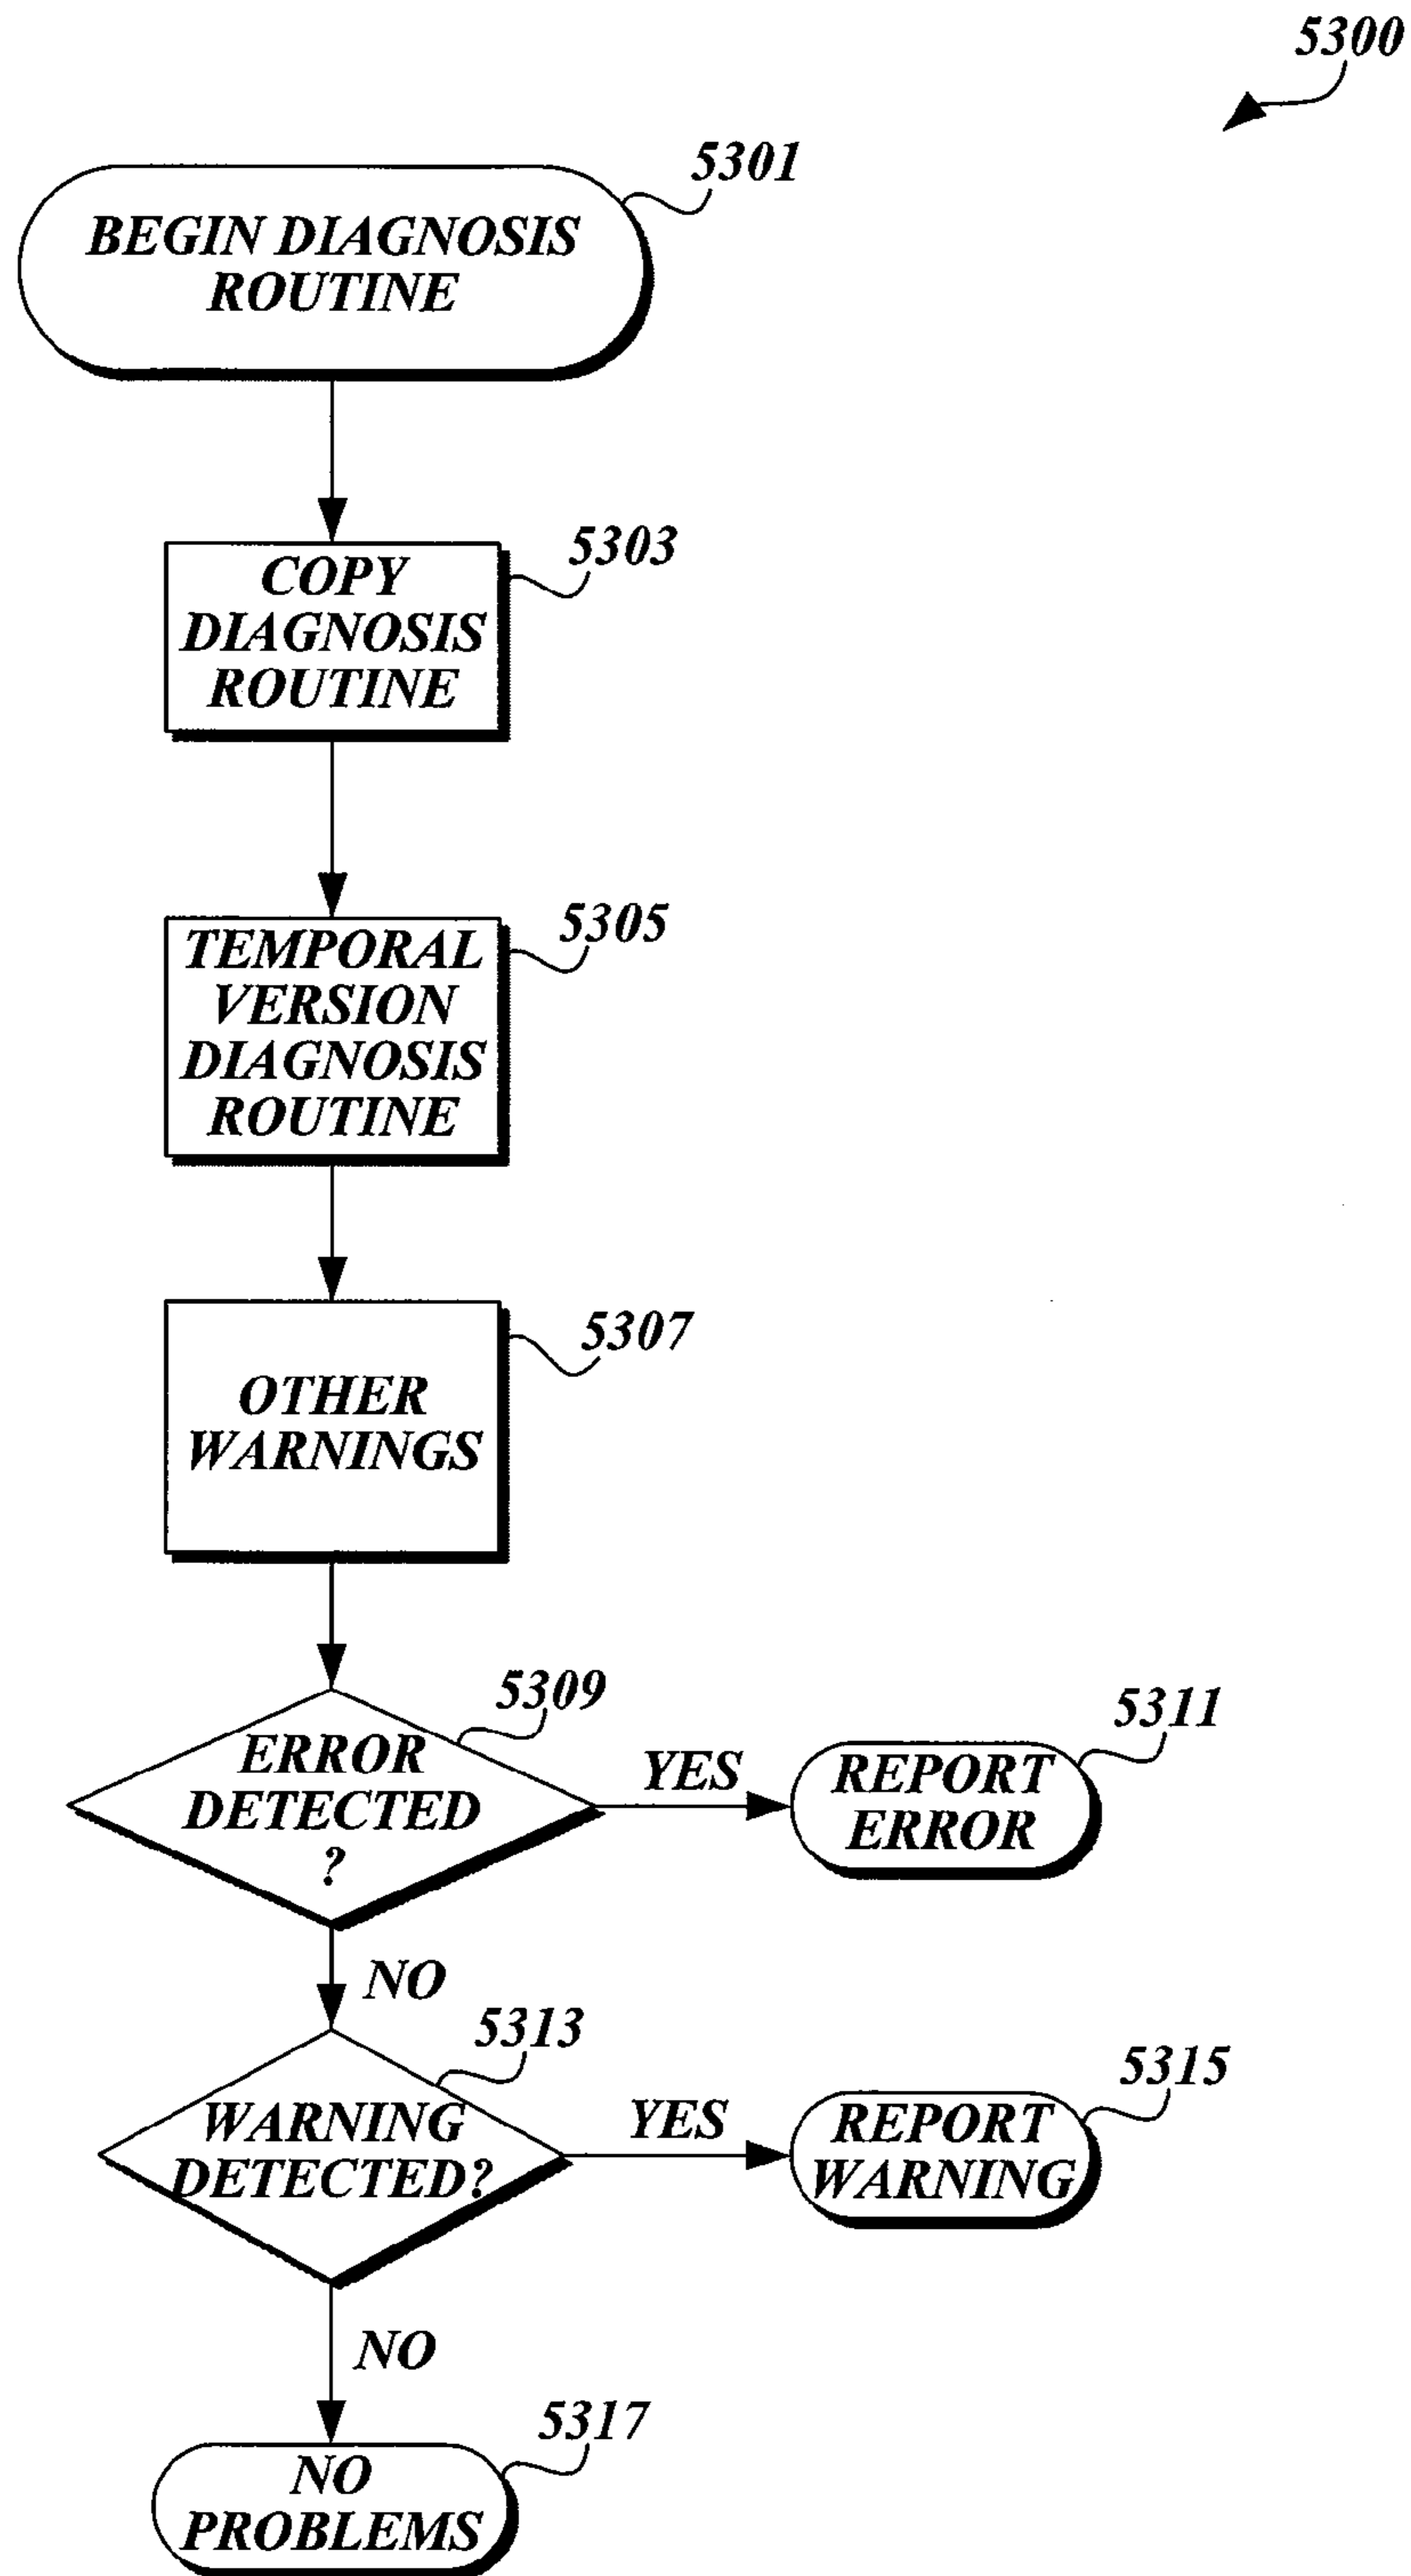 5300
5301
BEGIN DIAGNOSIS
ROUTINE
5303
COPY
DIAGNOSIS
ROUTINE
5305
TEMPORAL
VERSION
DIAGNOSIS
ROUTINE
5307
OTHER
WARNINGS
5309
ERROR
DETECTED
?
YES
5311
REPORT
ERROR
NO
5313
WARNING
DETECTED?
YES
5315
REPORT
WARNING
NO
5317
NO
PROBLEMS